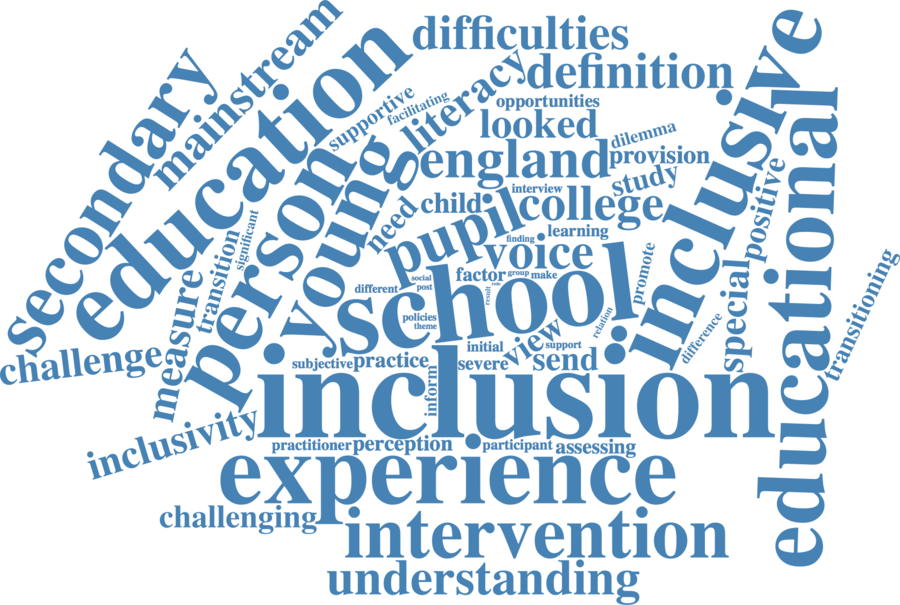 difficulties
mainstream
secondary
education
definition
literacy
supportive
facilitating
opportunities
looked
inclusive
dilemma
england
provision
study
person
young
need
child
interview
college
educational
positive
pupil
learning
finding
voice
significant
transition
measure
social
post
factor
group
make
role
result
promote
different
school
policies
theme
relation
special
difference
transitioning
challenge
initial
view
support
subjective
practice
severe
send
inform
inclusion
inclusivity
practitioner
perception
participant
assessing
experience
challenging
intervention
understanding